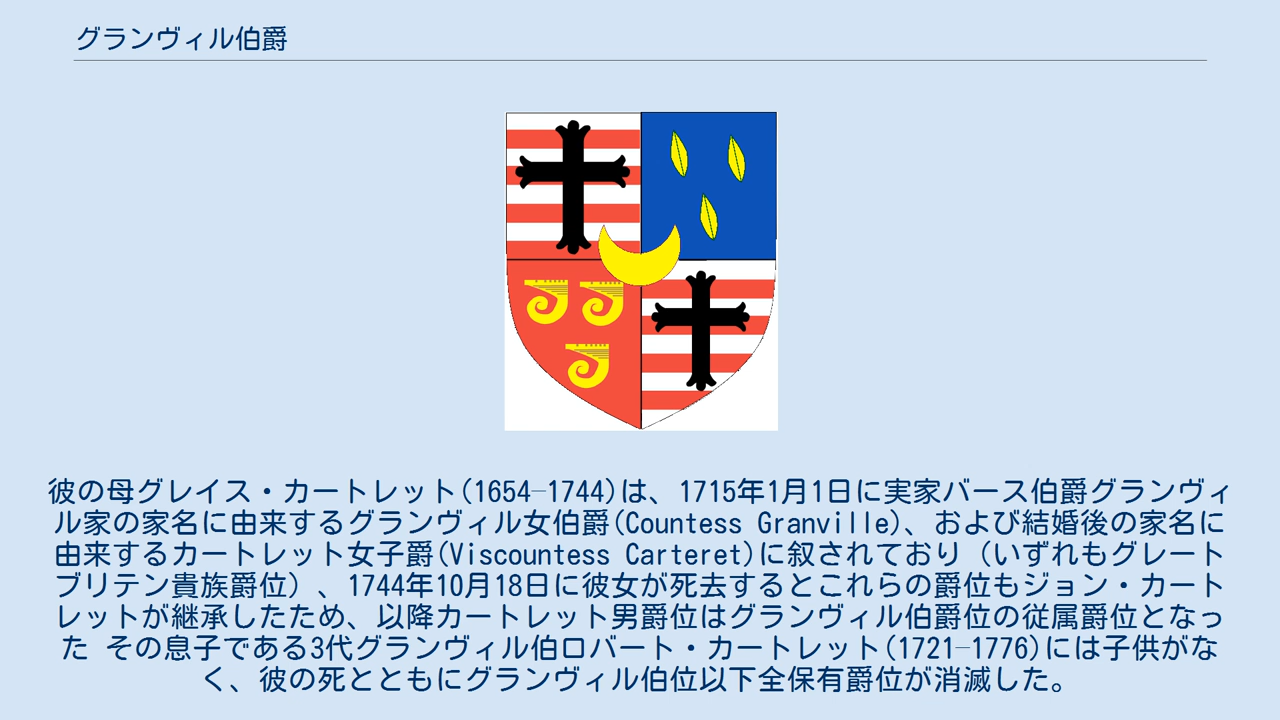 グランヴィル伯爵
彼の母グレイス・カートレット(1654–1744)は、1715年1月1日に実家バース伯爵グランヴィ
ル家の家名に由来するグランヴィル女伯爵(Countess Granville)、および結婚後の家名に
由来するカートレット女子爵(Viscountess Carteret)に叙されており（いずれもグレート
ブリテン貴族爵位）、1744年10月18日に彼女が死去するとこれらの爵位もジョン・カート
レットが継承したため、以降カートレット男爵位はグランヴィル伯爵位の従属爵位となっ
た その息子である3代グランヴィル伯ロバート・カートレット(1721–1776)には子供がな
く、彼の死とともにグランヴィル伯位以下全保有爵位が消滅した。